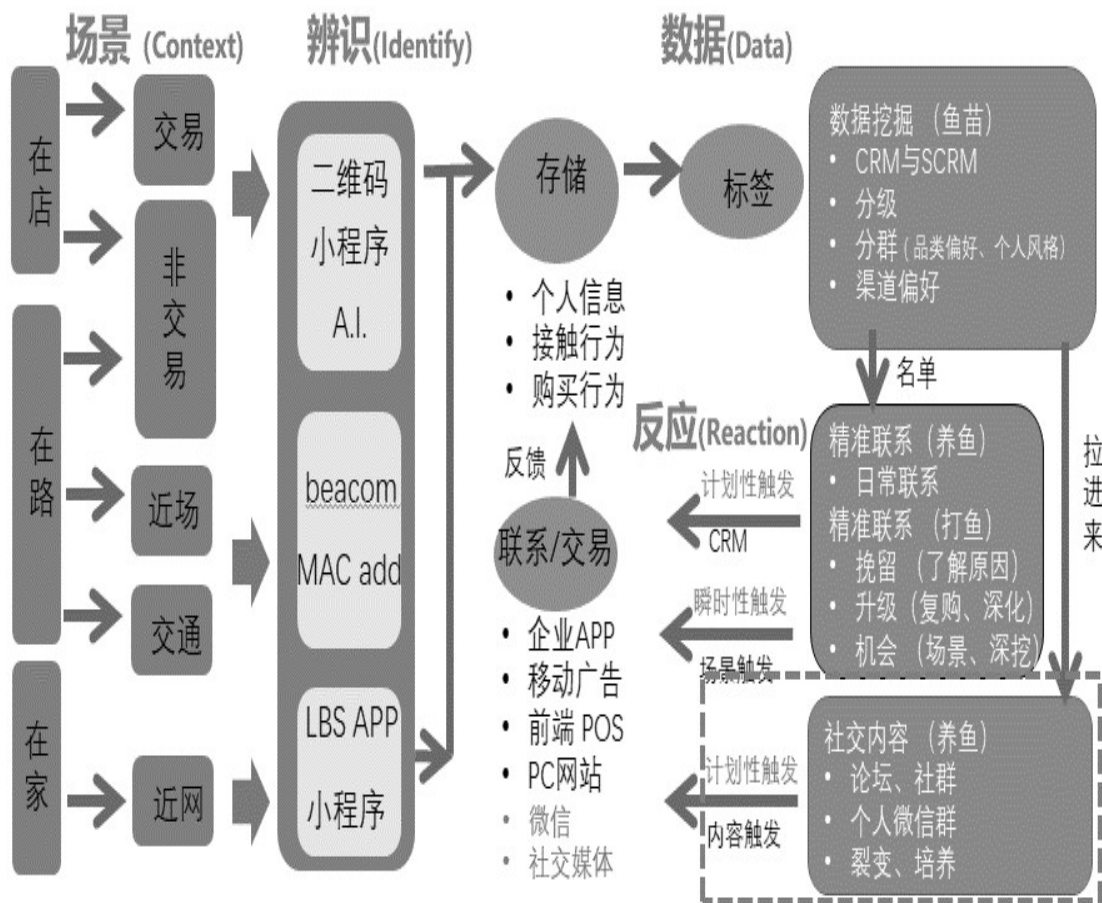 场景 (Context)
辨识(Identify)
数据(Data)
在店
在路
在家
交易
非交易
近场
交通
近网
二维码
小程序
A.I.
beacom
MAC add
LBS APP
小程序
存储
• 个人信息
• 接触行为
• 购买行为
反馈
联系/交易
• 企业APP
• 移动广告
• 前端 POS
• PC网站
• 微信
• 社交媒体
标签
数据挖掘 （鱼苗）
• CRM与SCRM
• 分级
• 分群 ( 品类偏好、个人风格)
• 渠道偏好
名单
拉进来
反应(Reaction)
计划性触发
CRM
瞬时性触发
场景触发
计划性触发
内容触发
精准联系（养鱼）
• 日常联系
精准联系 （打鱼）
• 挽留 （了解原因）
• 升级（复购、深化）
• 机会 （场景、深挖）
社交内容 （养鱼）
• 论坛、社群
• 个人微信群
• 裂变、培养